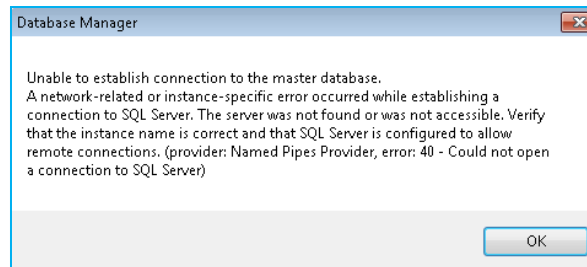 Database Manager
Unable to establish connection to the master database.
A network-related or instance-specific error occurred while establishing a
connection to SQL Server. The server was not found or was not accessible. Verify
that the instance name is correct and that SQL Server is configured to allow
remote connections. (provider: Named Pipes Provider, error: 40 - Could not open
a connection to SQL Server)
OK